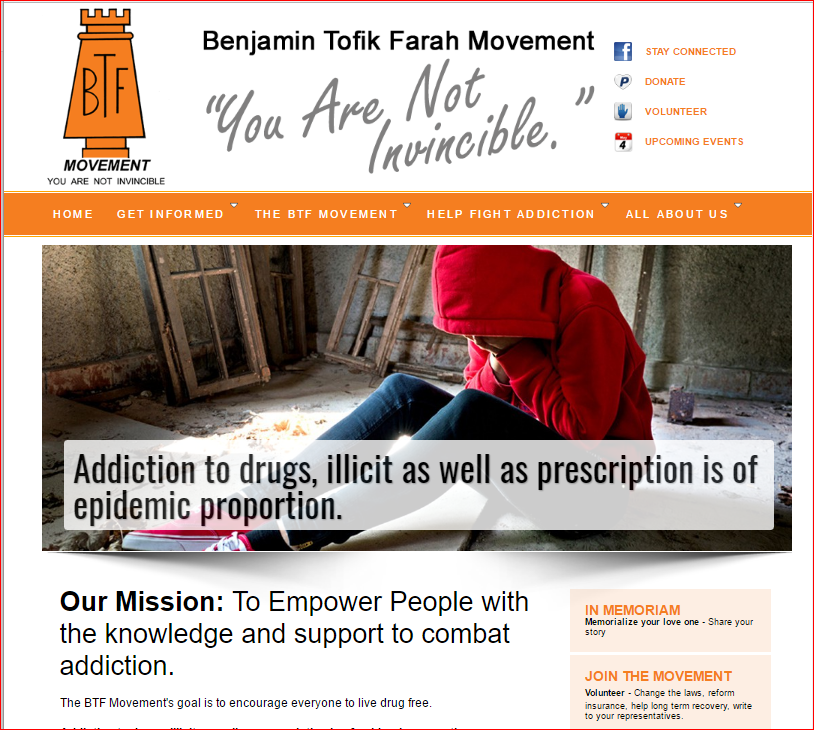 BTF
MOVEMENT
YOU ARE NOT INVINCIBLE
Benjamin Tofik Farah Movement
"You Are Not
Invincible."
f STAY CONNECTED
P DONATE
VOLUNTEER
4 UPCOMING EVENTS
HOME GET INFORMED THE BTF MOVEMENT HELP FIGHT ADDICTION ALL ABOUT US
Addiction to drugs, illicit as well as prescription is of
epidemic proportion.
Our Mission: To Empower People with
the knowledge and support to combat
addiction.
The BTF Movement's goal is to encourage everyone to live drug free.
IN MEMORIAM
Memorialize your love one - Share your
story
JOIN THE MOVEMENT
Volunteer - Change the laws, reform
insurance, help long term recovery, write
to your representatives.